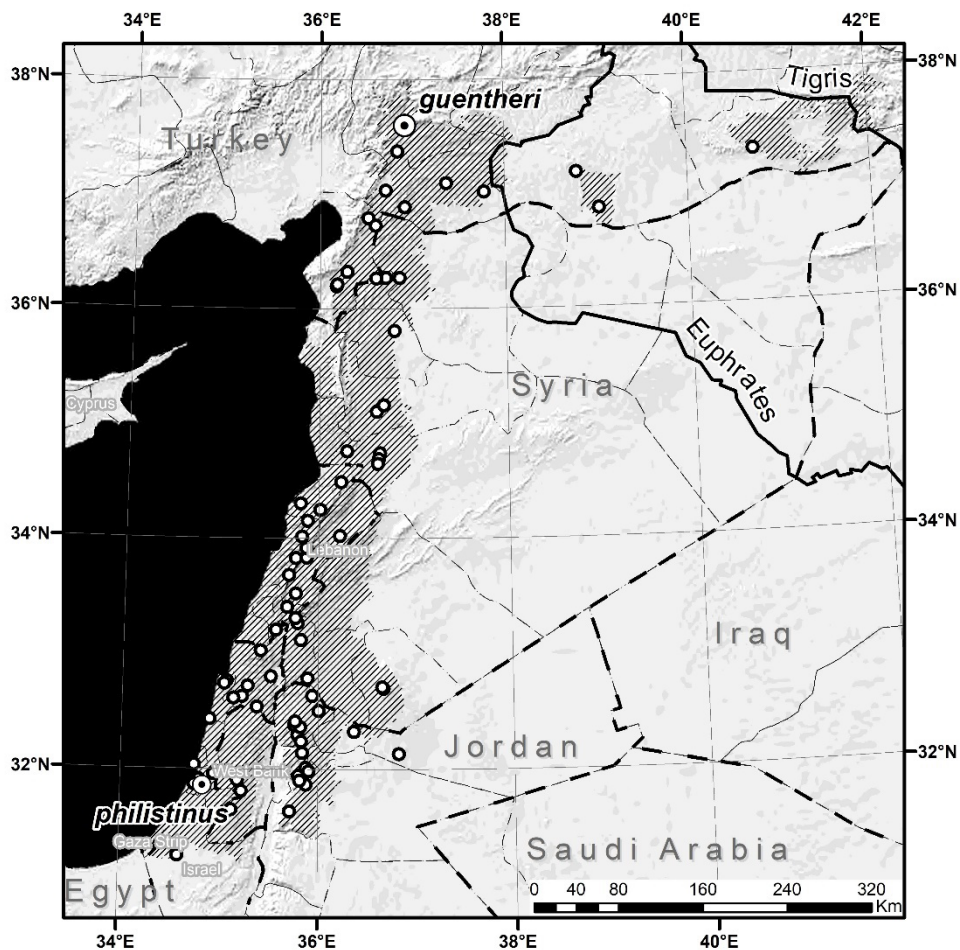 34°E 36°E 38°E 40°E 42°E
38°N 38°N
Tigris
guentheri
Turkey
36°N 36°N
Euphrates
Syria
Cyprus
34°N 34°N
Lebanon
Iraq
Jordan
32°N 32°N
West Bank
philistinus
Gaza Strip
Israel
Saudi Arabia
Egypt
0 40 80 160 240 320
Km
34°E 36°E 38°E 40°E